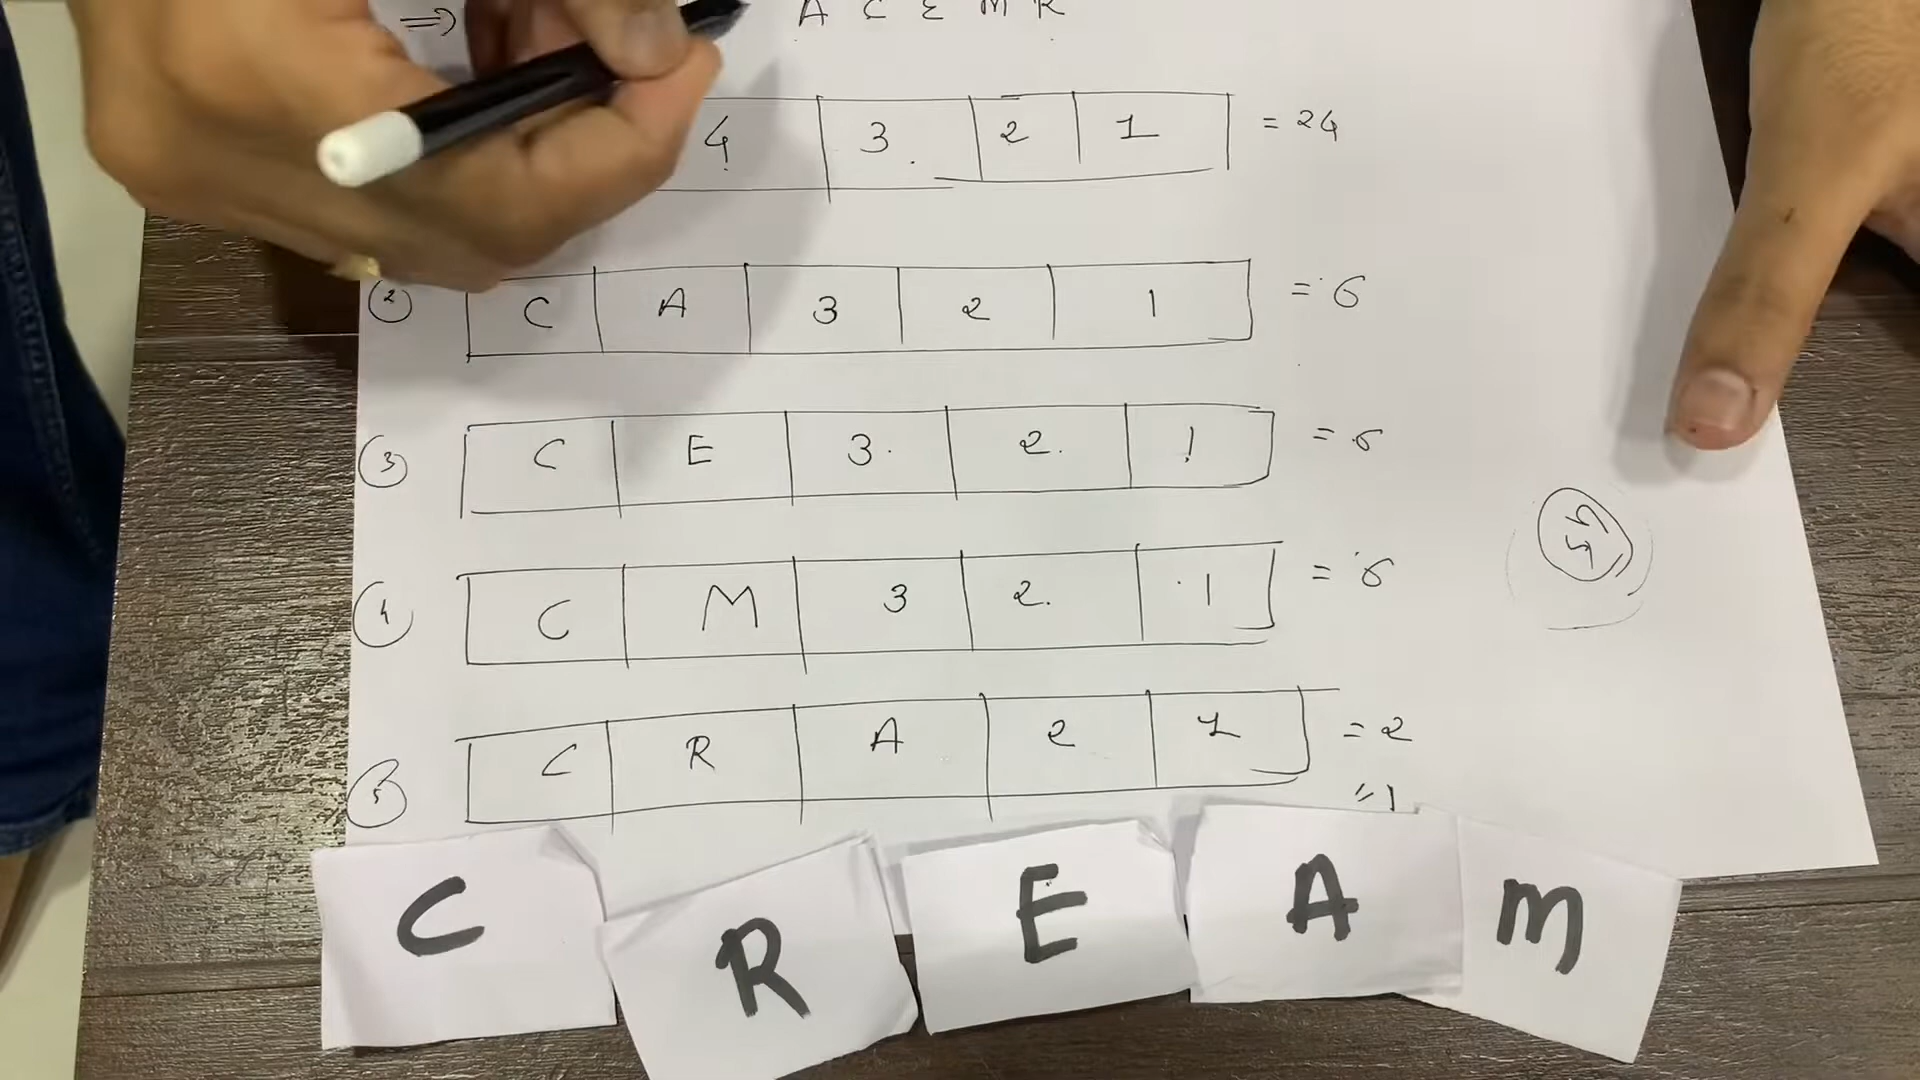 ⇒ A C E M R
4 3 2 1 = 24
② C A 3 2 1 = 6
③ C E 3 2 1 = 6
④ C M 3 2 1 = 6
⑤ C R A 2 1 = 2
= 1
45
C R E A M